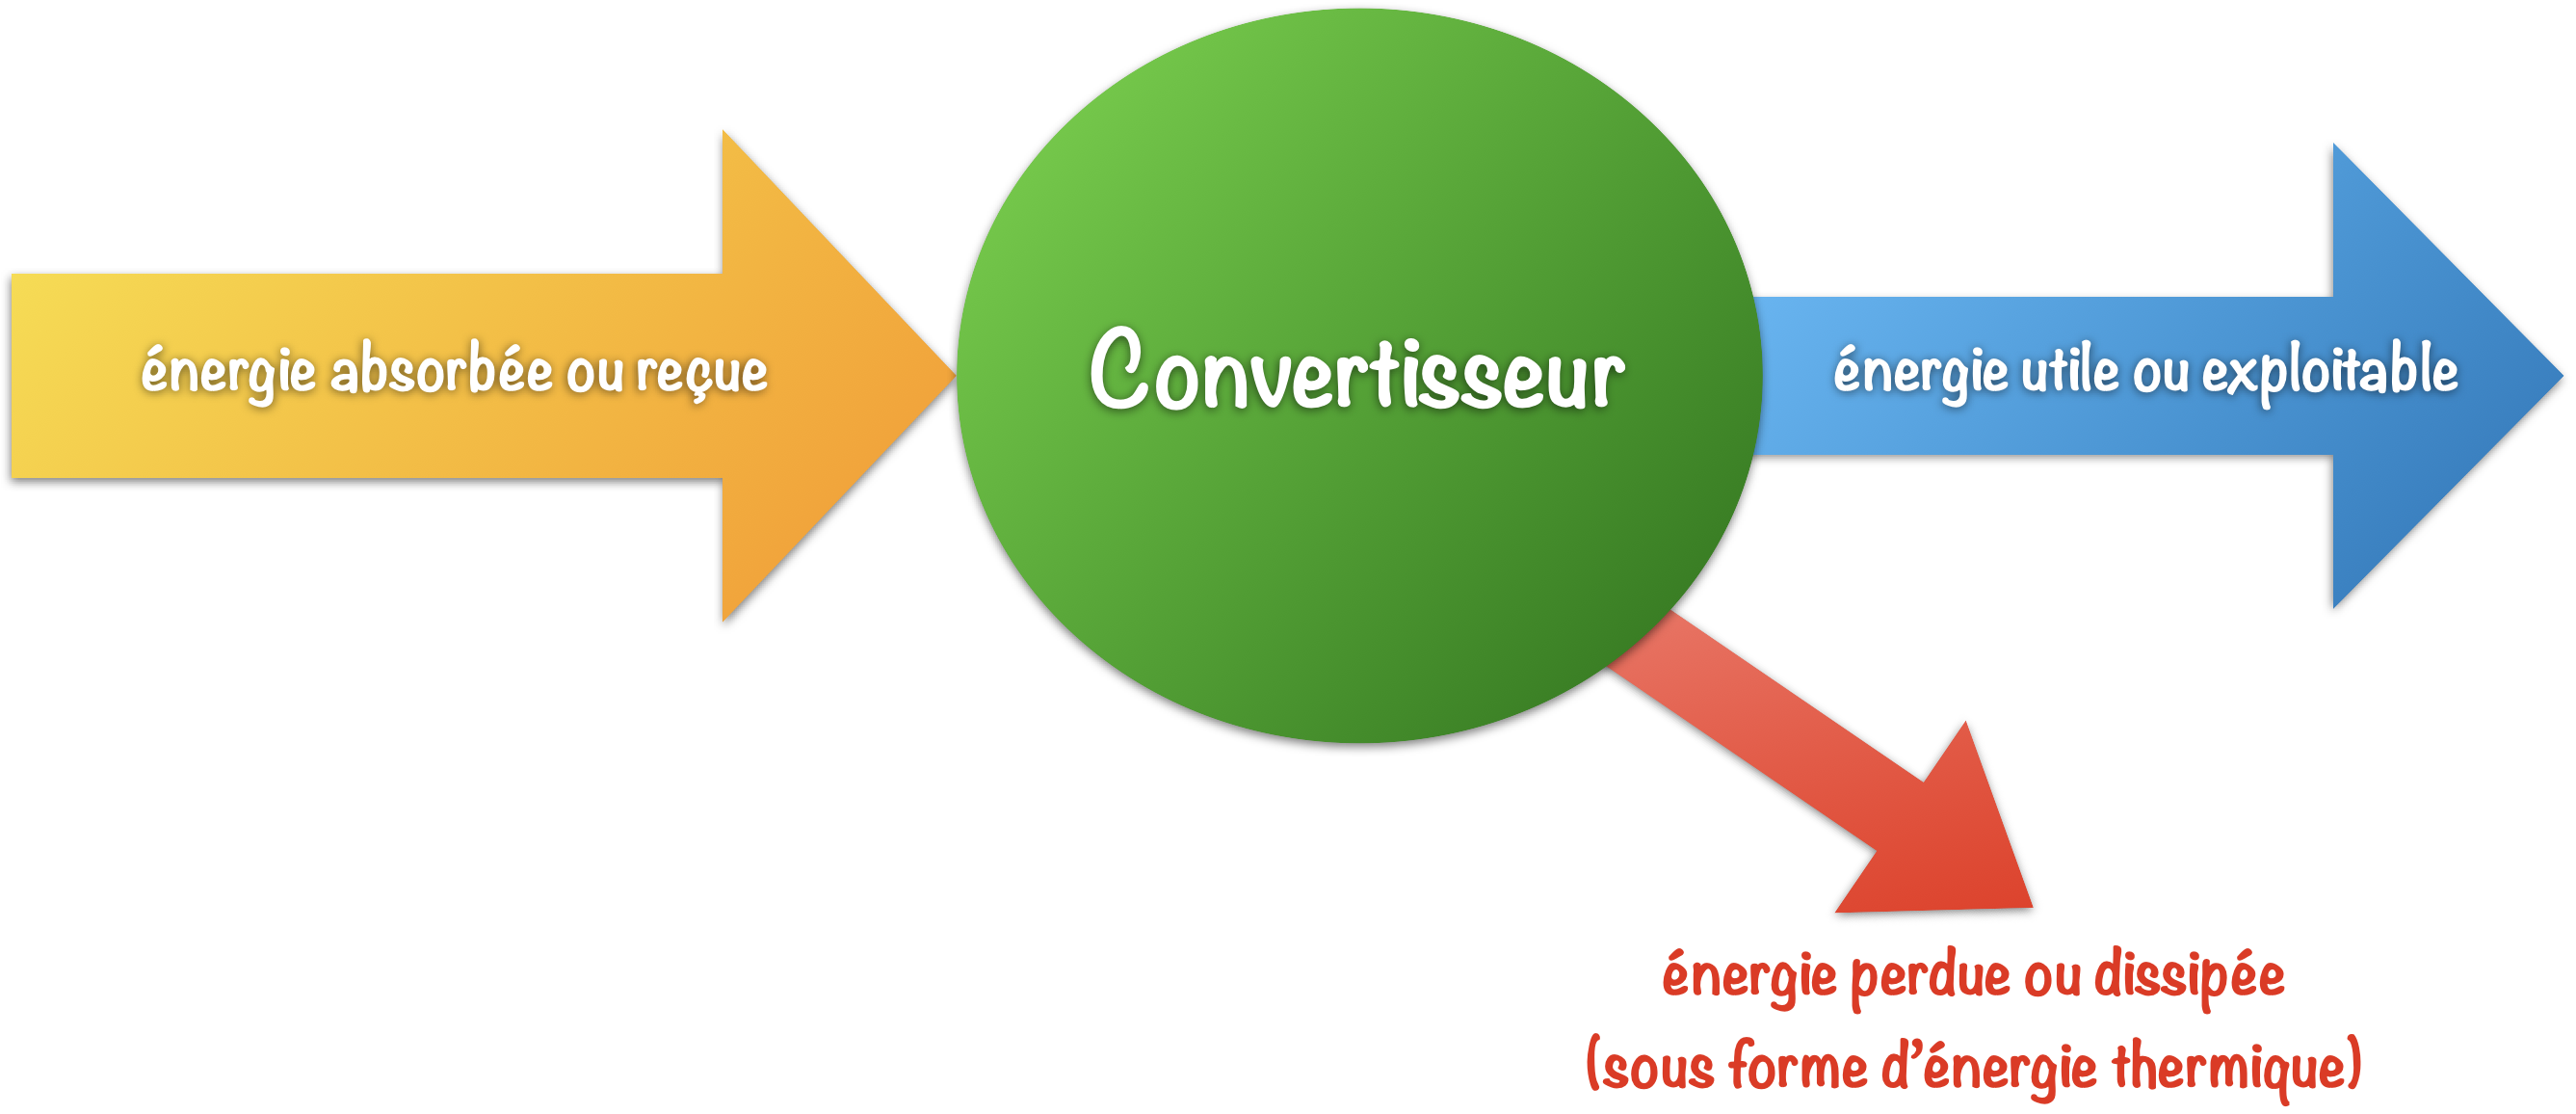 énergie absorbée ou reçue
Convertisseur
énergie utile ou exploitable
énergie perdue ou dissipée
(sous forme d’énergie thermique)